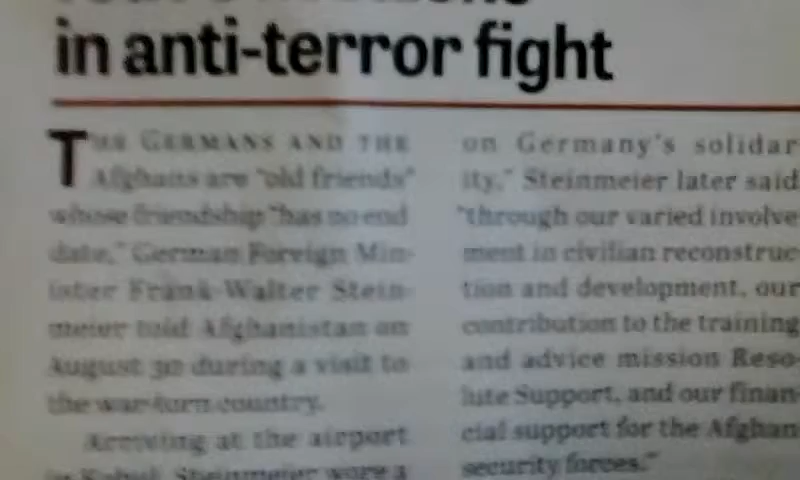 in anti-terror fight
THE GERMANS AND THE
Afghans are "old friends"
whose friendship "has no end
date," German Foreign Min-
ister Frank-Walter Stein-
meier told Afghanistan on
August 30 during a visit to
the war-torn country.
Arriving at the airport
in Kabul, Steinmeier wore a
on Germany's solidar
ity," Steinmeier later said
"through our varied involve
ment in civilian reconstruc
tion and development, our
contribution to the training
and advice mission Reso
lute Support, and our finan
cial support for the Afghan
security forces."